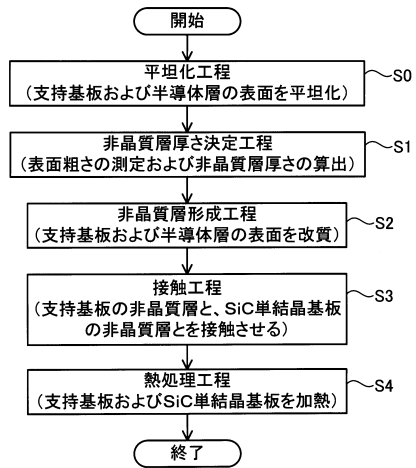 開始
平坦化工程
(支持基板および半導体層の表面を平坦化)
S0
非晶質層厚さ決定工程
(表面粗さの測定および非晶質層厚さの算出)
S1
非晶質層形成工程
(支持基板および半導体層の表面を改質)
S2
接触工程
(支持基板の非晶質層と、SiC単結晶基板
の非晶質層とを接触させる)
S3
熱処理工程
(支持基板およびSiC単結晶基板を加熱)
S4
終了